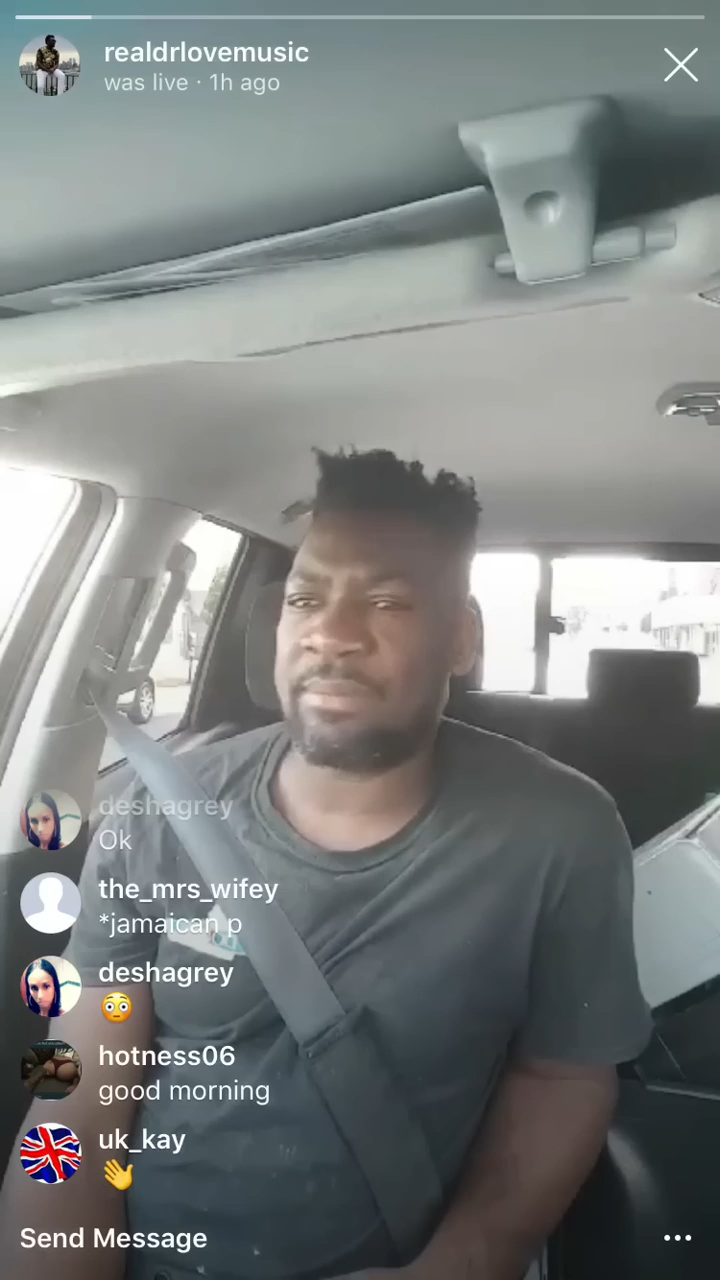 realdrlovemusic
was live · 1h ago
deshagrey
Ok
the_mrs_wifey
*jamaican p
deshagrey
😳
hotness06
good morning
uk_kay
👋
Send Message